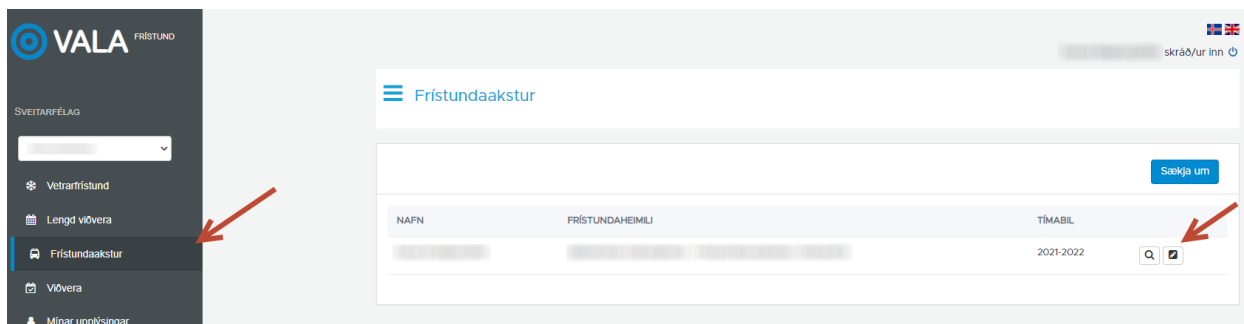 VALA FRÍSTUND
skráð/ur inn
Frístundaakstur
SVEITARFÉLAG
Sækja um
Vetrarfrístund
Lengd viðvera
Frístundaakstur
Viðvera
Mínar upplýsingar
NAFN FRÍSTUNDAHEIMILI TÍMABIL
2021-2022